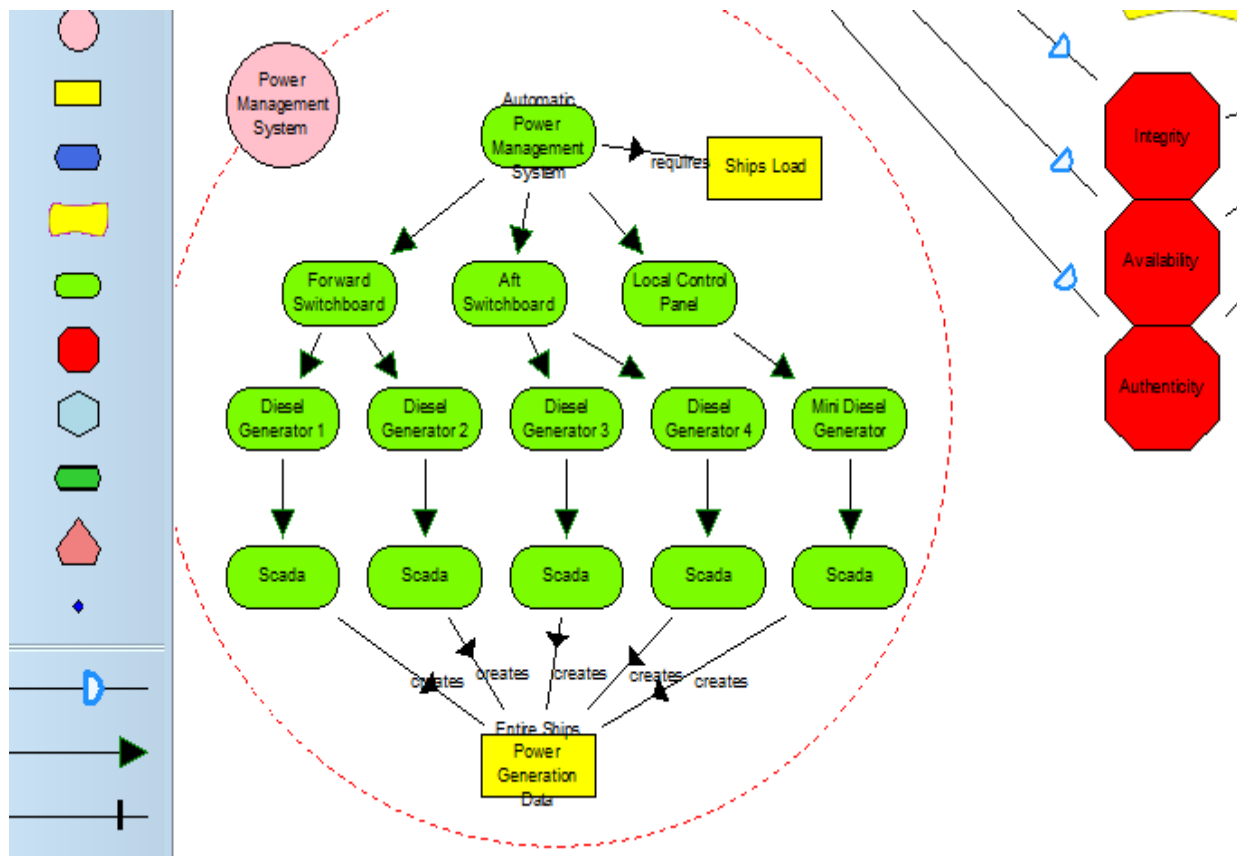 Power
Management
System
Automatic
Power
Management
System
requires
Ships Load
Integrity
Availability
Authenticity
Forward
Switchboard
Aft
Switchboard
Local Control
Panel
Diesel
Generator 1
Diesel
Generator 2
Diesel
Generator 3
Diesel
Generator 4
Mini Diesel
Generator
Scada
Scada
Scada
Scada
Scada
creates
creates
creates
creates
creates
Entire Ships
Power
Generation
Data